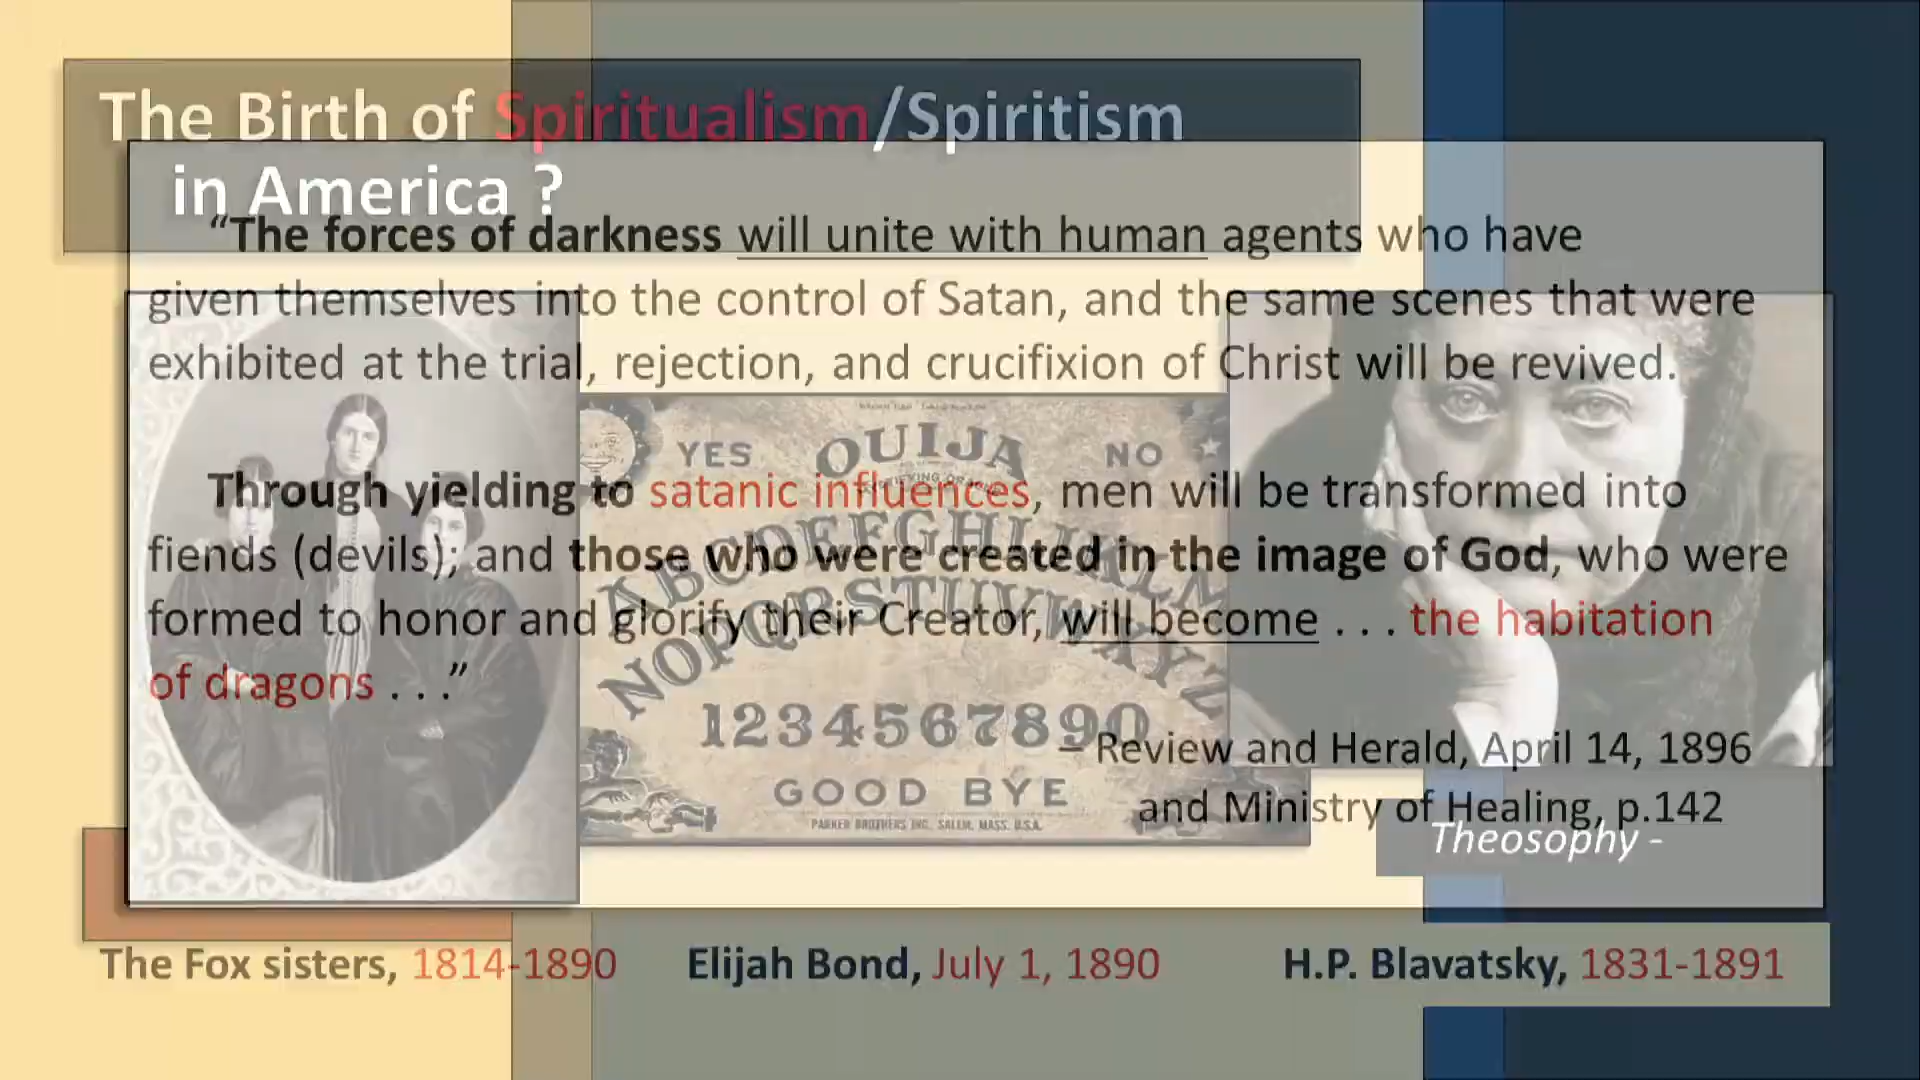 The Birth of Spiritualism/Spiritism
in America ?
“The forces of darkness will unite with human agents who have
given themselves into the control of Satan, and the same scenes that were
exhibited at the trial, rejection, and crucifixion of Christ will be revived.
YES OUIJA NO
Through yielding to satanic influences, men will be transformed into
fiends (devils); and those who were created in the image of God, who were
formed to honor and glorify their Creator, will become . . . the habitation
of dragons . . .”
ABCDEFGHIJKLM
NOPQRSTUVWXYZ
1234567890
GOOD BYE
PARKER BROTHERS INC. SALEM, MASS. U.S.A.
– Review and Herald, April 14, 1896
and Ministry of Healing, p.142
Theosophy -
The Fox sisters, 1814-1890
Elijah Bond, July 1, 1890
H.P. Blavatsky, 1831-1891